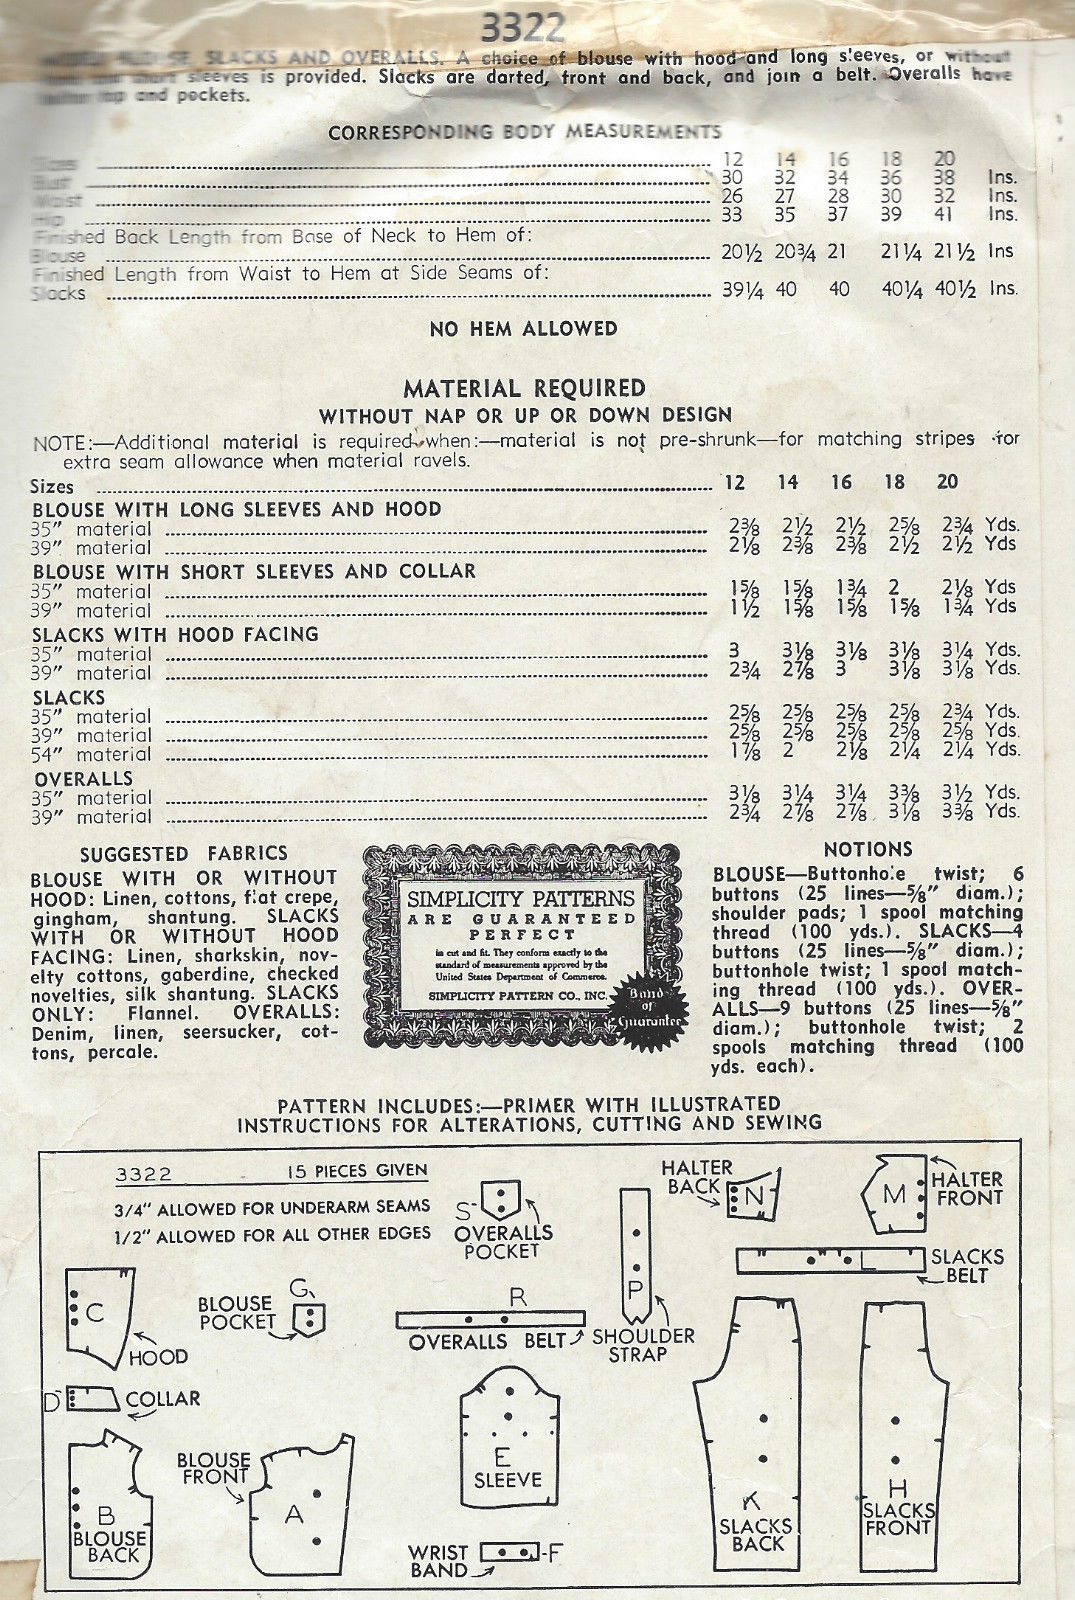 3322
BLOUSE, SLACKS AND OVERALLS. A choice of blouse with hood and long sleeves, or without
short sleeves is provided. Slacks are darted, front and back, and join a belt. Overalls have
top and pockets.
CORRESPONDING BODY MEASUREMENTS
Sizes 12 14 16 18 20
Bust 30 32 34 36 38 Ins.
Waist 26 27 28 30 32 Ins.
Hip 33 35 37 39 41 Ins.
Finished Back Length from Base of Neck to Hem of:
Blouse 20½ 20¾ 21 21¼ 21½ Ins
Finished Length from Waist to Hem at Side Seams of:
Slacks 39¼ 40 40 40¼ 40½ Ins.
NO HEM ALLOWED
MATERIAL REQUIRED
WITHOUT NAP OR UP OR DOWN DESIGN
NOTE:—Additional material is required when:—material is not pre-shrunk—for matching stripes for
extra seam allowance when material ravels.
Sizes 12 14 16 18 20
BLOUSE WITH LONG SLEEVES AND HOOD
35" material 2⅜ 2½ 2½ 2⅝ 2¾ Yds.
39" material 2⅛ 2⅜ 2⅜ 2½ 2½ Yds
BLOUSE WITH SHORT SLEEVES AND COLLAR
35" material 1⅝ 1⅝ 1¾ 2 2⅛ Yds
39" material 1½ 1⅝ 1⅝ 1⅝ 1¾ Yds
SLACKS WITH HOOD FACING
35" material 3 3⅛ 3⅛ 3⅛ 3¼ Yds.
39" material 2¾ 2⅞ 3 3⅛ 3⅛ Yds.
SLACKS
35" material 2⅝ 2⅝ 2⅝ 2⅝ 2¾ Yds.
39" material 2⅝ 2⅝ 2⅝ 2⅝ 2⅝ Yds.
54" material 1⅞ 2 2⅛ 2¼ 2¼ Yds.
OVERALLS
35" material 3⅛ 3¼ 3¼ 3⅜ 3½ Yds.
39" material 2¾ 2⅞ 2⅞ 3⅛ 3⅜ Yds.
SUGGESTED FABRICS
BLOUSE WITH OR WITHOUT
HOOD: Linen, cottons, flat crepe,
gingham, shantung. SLACKS
WITH OR WITHOUT HOOD
FACING: Linen, sharkskin, nov-
elty cottons, gaberdine, checked
novelties, silk shantung. SLACKS
ONLY: Flannel. OVERALLS:
Denim, linen, seersucker, cot-
tons, percale.
SIMPLICITY PATTERNS
ARE GUARANTEED
PERFECT
in cut and fit. They conform exactly to the
standard of measurements approved by the
United States Department of Commerce.
SIMPLICITY PATTERN CO., INC.
Bond
of
Guarantee
NOTIONS
BLOUSE—Buttonhole twist; 6
buttons (25 lines—⅝" diam.);
shoulder pads; 1 spool matching
thread (100 yds.). SLACKS—4
buttons (25 lines—⅝" diam.);
buttonhole twist; 1 spool match-
ing thread (100 yds.). OVER-
ALLS—9 buttons (25 lines—⅝"
diam.); buttonhole twist; 2
spools matching thread (100
yds. each).
PATTERN INCLUDES:—PRIMER WITH ILLUSTRATED
INSTRUCTIONS FOR ALTERATIONS, CUTTING AND SEWING
3322 15 PIECES GIVEN
3/4" ALLOWED FOR UNDERARM SEAMS
1/2" ALLOWED FOR ALL OTHER EDGES
S
OVERALLS
POCKET
HALTER
BACK
N
M
HALTER
FRONT
L
SLACKS
BELT
P
SHOULDER
STRAP
C
HOOD
G
BLOUSE
POCKET
R
OVERALLS BELT
D
COLLAR
B
BLOUSE
BACK
BLOUSE
FRONT
A
E
SLEEVE
WRIST
BAND
F
K
SLACKS
BACK
H
SLACKS
FRONT